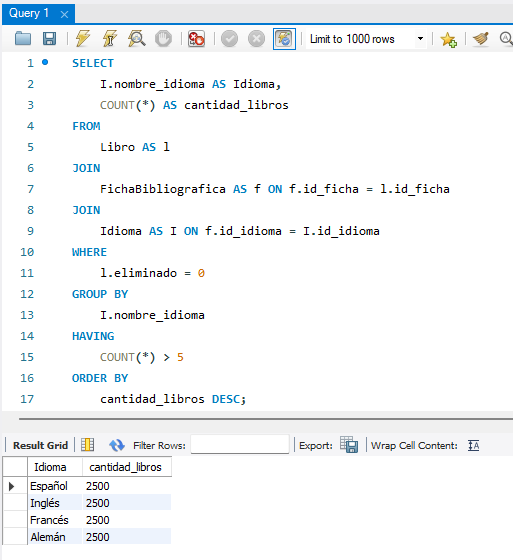 Query 1
Limit to 1000 rows
1 SELECT
2 I.nombre_idioma AS Idioma,
3 COUNT(*) AS cantidad_libros
4 FROM
5 Libro AS l
6 JOIN
7 FichaBibliografica AS f ON f.id_ficha = l.id_ficha
8 JOIN
9 Idioma AS I ON f.id_idioma = I.id_idioma
10 WHERE
11 l.eliminado = 0
12 GROUP BY
13 I.nombre_idioma
14 HAVING
15 COUNT(*) > 5
16 ORDER BY
17 cantidad_libros DESC;
Result Grid Filter Rows: Export: Wrap Cell Content: IA
Idioma cantidad_libros
Español 2500
Inglés 2500
Francés 2500
Alemán 2500